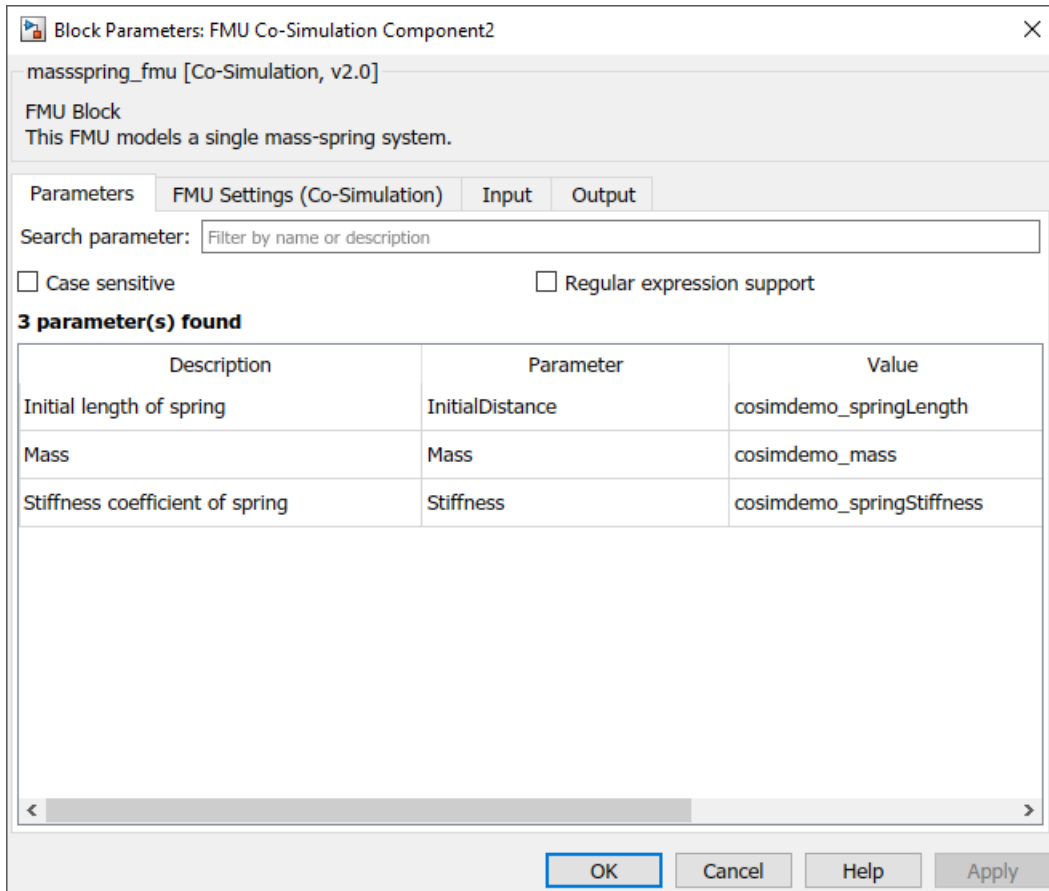 Block Parameters: FMU Co-Simulation Component2
massspring_fmu [Co-Simulation, v2.0]
FMU Block
This FMU models a single mass-spring system.
Parameters FMU Settings (Co-Simulation) Input Output
Search parameter: Filter by name or description
Case sensitive Regular expression support
3 parameter(s) found
Description Parameter Value
Initial length of spring InitialDistance cosimdemo_springLength
Mass Mass cosimdemo_mass
Stiffness coefficient of spring Stiffness cosimdemo_springStiffness
OK Cancel Help Apply